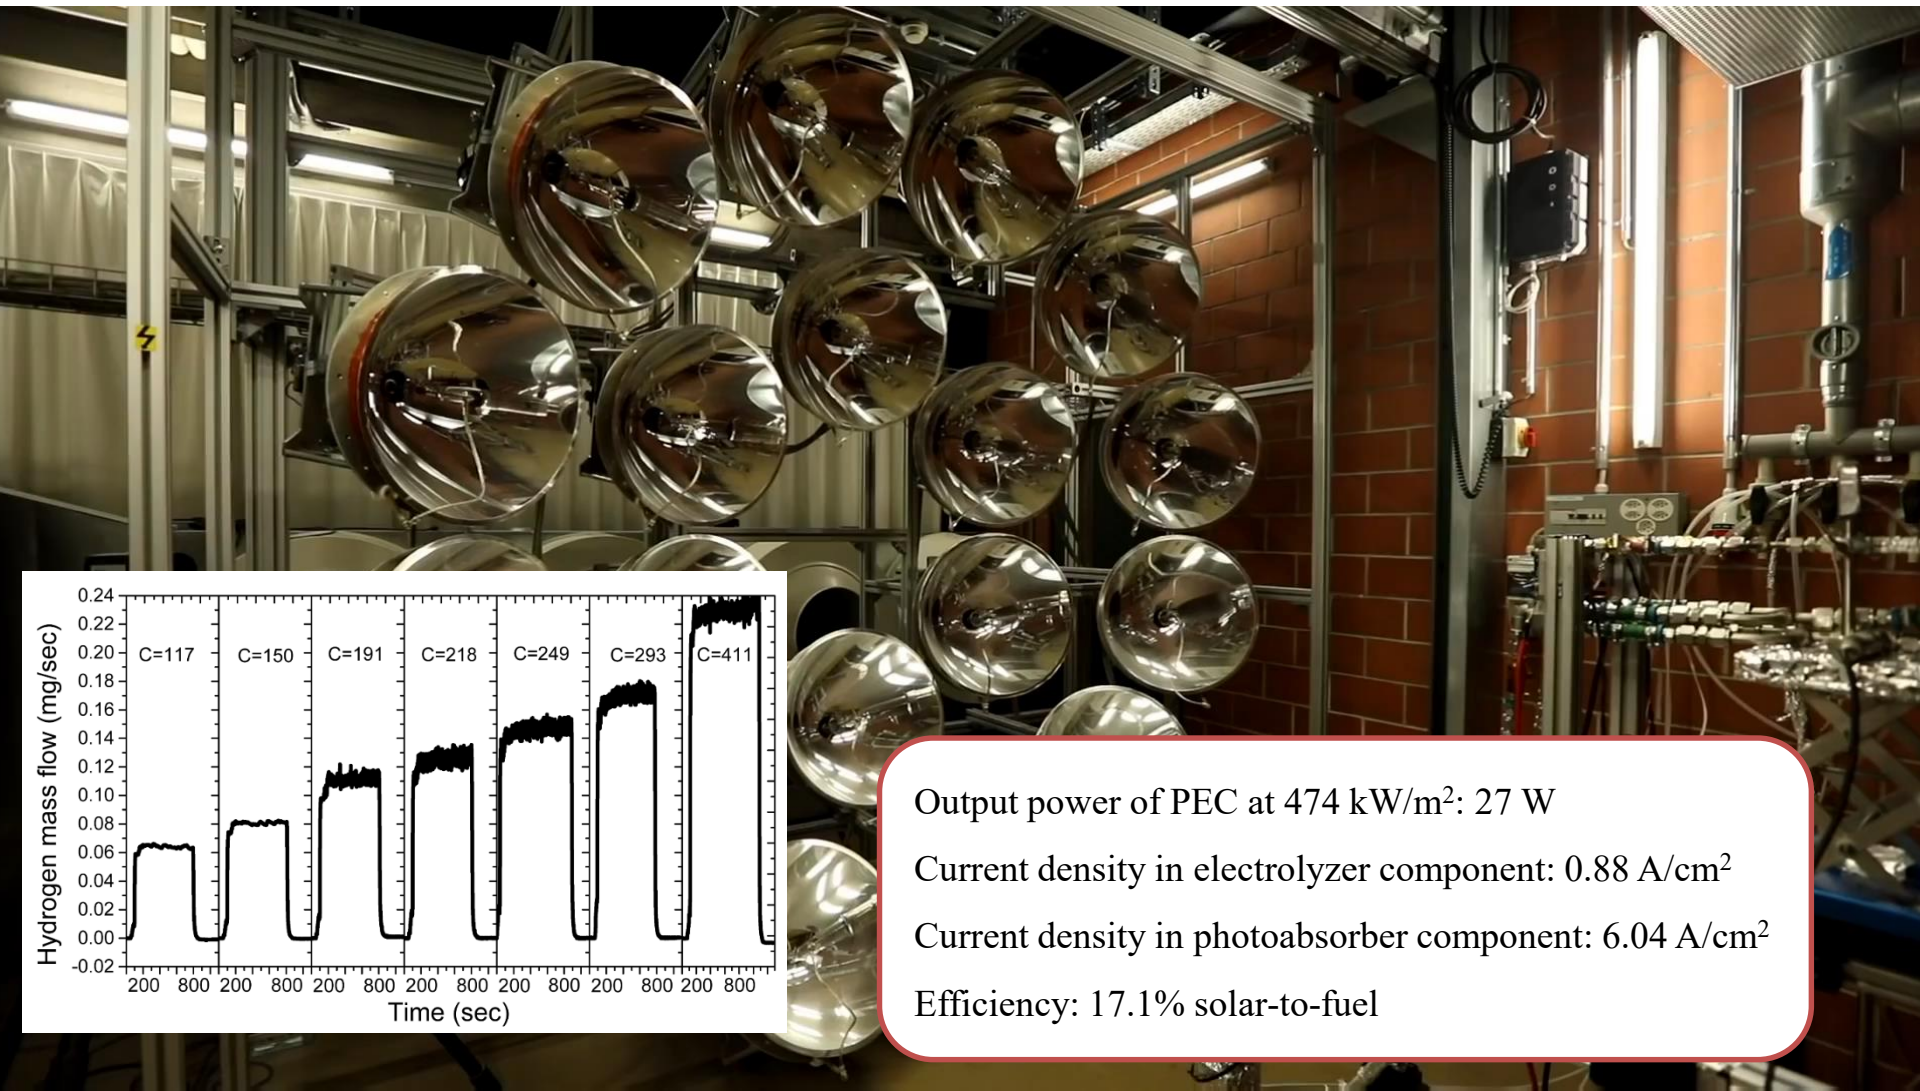 0.24
0.22
0.20
0.18
0.16
0.14
0.12
0.10
0.08
0.06
0.04
0.02
0.00
-0.02
Hydrogen mass flow (mg/sec)
C=117 C=150 C=191 C=218 C=249 C=293 C=411
200 800 200 800 200 800 200 800 200 800 200 800 200 800
Time (sec)
Output power of PEC at 474 kW/m²: 27 W
Current density in electrolyzer component: 0.88 A/cm²
Current density in photoabsorber component: 6.04 A/cm²
Efficiency: 17.1% solar-to-fuel